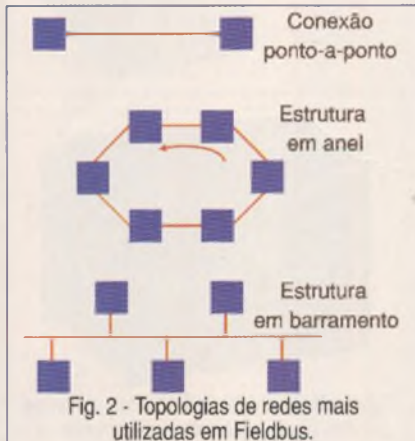 Conexão
ponto-a-ponto
Estrutura
em anel
Estrutura
em barramento
Fig. 2 - Topologias de redes mais
utilizadas em Fieldbus.